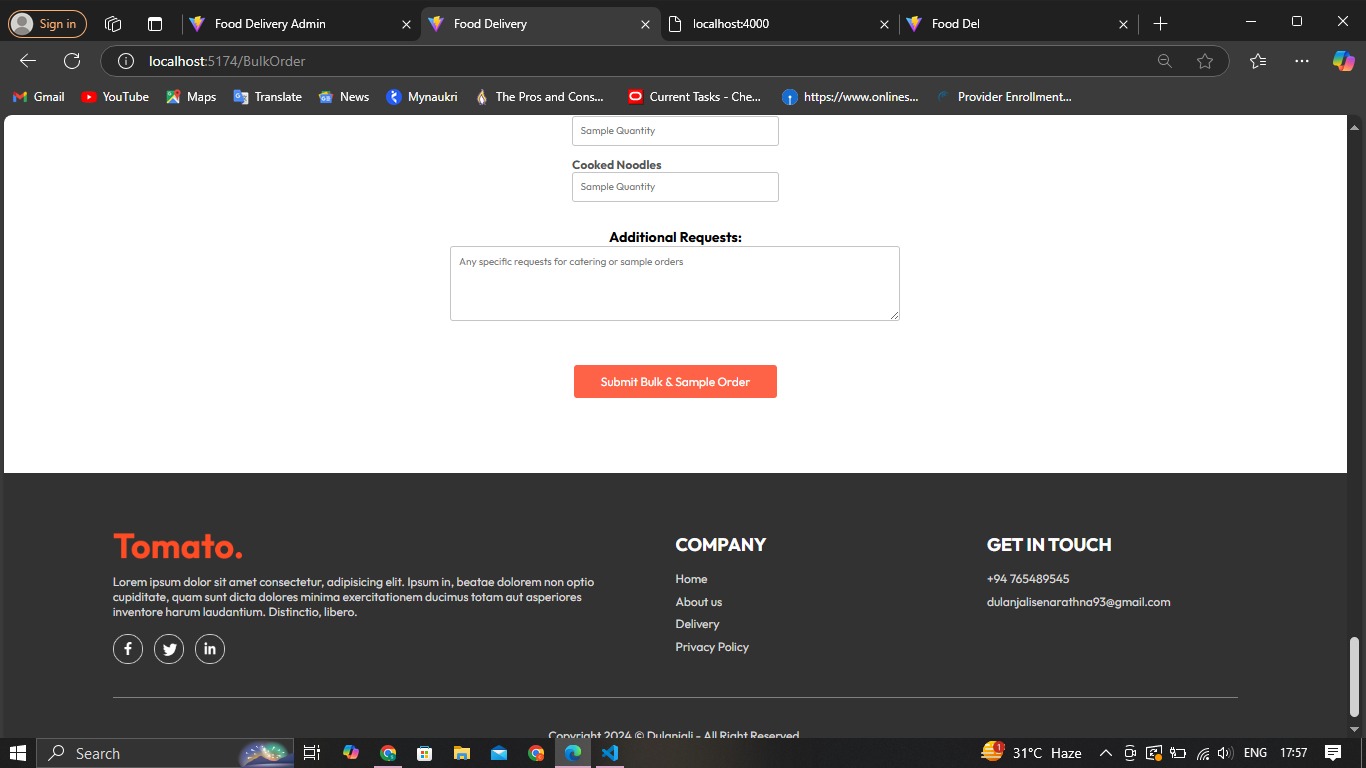 Sign in
Food Delivery Admin
Food Delivery
localhost:4000
Food Del
localhost:5174/BulkOrder
Gmail
YouTube
Maps
Translate
News
Mynaukri
The Pros and Cons...
Current Tasks - Che...
https://www.onlines...
Provider Enrollment...
Sample Quantity
Cooked Noodles
Sample Quantity
Additional Requests:
Any specific requests for catering or sample orders
Submit Bulk & Sample Order
Tomato.
Lorem ipsum dolor sit amet consectetur, adipisicing elit. Ipsum in, beatae dolorem non optio
cupiditate, quam sunt dicta dolores minima exercitationem ducimus totam aut asperiores
inventore harum laudantium. Distinctio, libero.
COMPANY
Home
About us
Delivery
Privacy Policy
GET IN TOUCH
+94 765489545
dulanjalisenarathna93@gmail.com
Copyright 2024 © Dulanjali - All Right Reserved
Search
1
31°C Haze
ENG
17:57